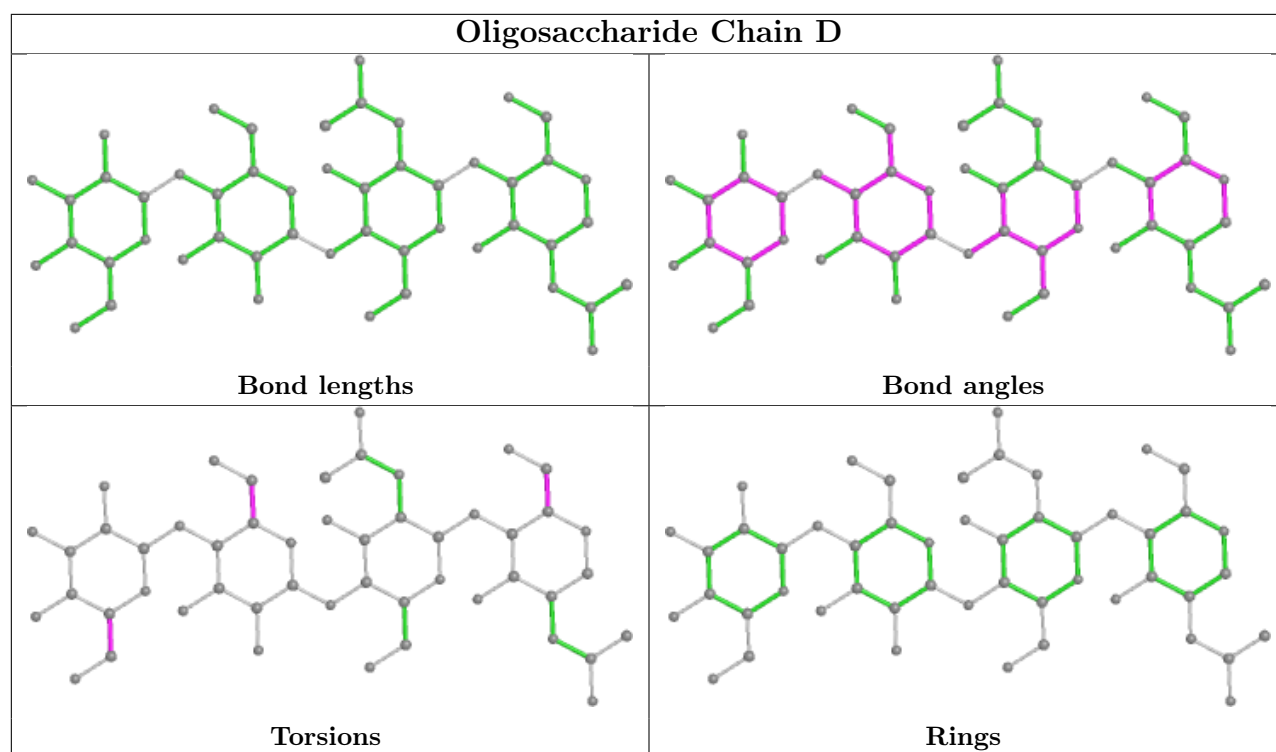 Oligosaccharide Chain D
Bond lengths
Bond angles
Torsions
Rings